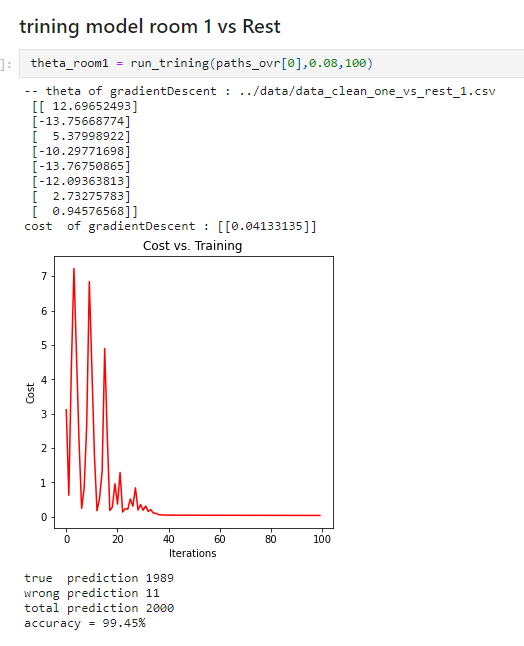 trining model room 1 vs Rest
]: theta_room1 = run_trining(paths_ovr[0],0.08,100)
-- theta of gradientDescent : ../data/data_clean_one_vs_rest_1.csv
[[ 12.69652493]
[-13.75668774]
[  5.37998922]
[-10.29771698]
[-13.76750865]
[-12.09363813]
[  2.73275783]
[  0.94576568]]
cost  of gradientDescent : [[0.04133135]]
Cost vs. Training
7
6
5
4
3
2
1
0
Cost
0 20 40 60 80 100
Iterations
true  prediction 1989
wrong prediction 11
total prediction 2000
accuracy = 99.45%